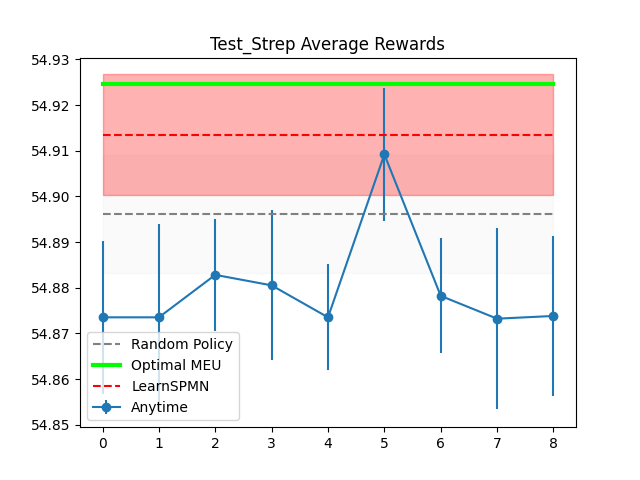 Test_Strep Average Rewards
54.93
54.92
54.91
54.90
54.89
54.88
54.87
54.86
54.85
Random Policy
Optimal MEU
LearnSPMN
Anytime
0 1 2 3 4 5 6 7 8